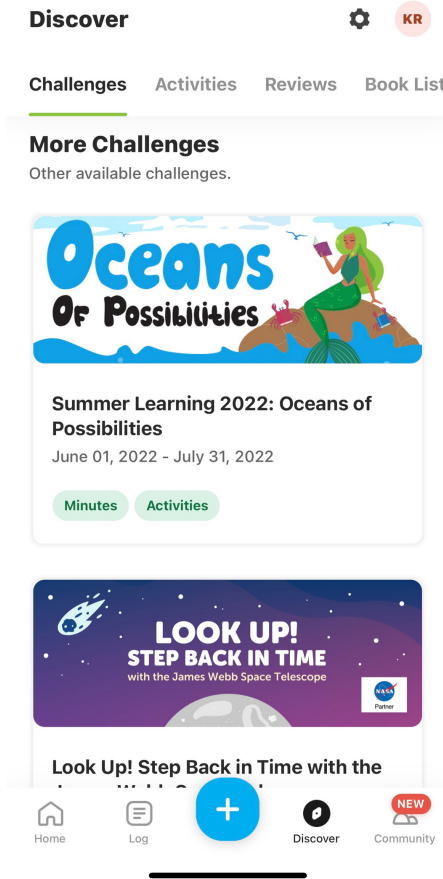 Discover
KR
Challenges Activities Reviews Book List
More Challenges
Other available challenges.
Oceans
Of Possibilities
Summer Learning 2022: Oceans of
Possibilities
June 01, 2022 - July 31, 2022
Minutes Activities
LOOK UP!
STEP BACK IN TIME
with the James Webb Space Telescope
NASA
Partner
Look Up! Step Back in Time with the
NEW
Home Log + Discover Community